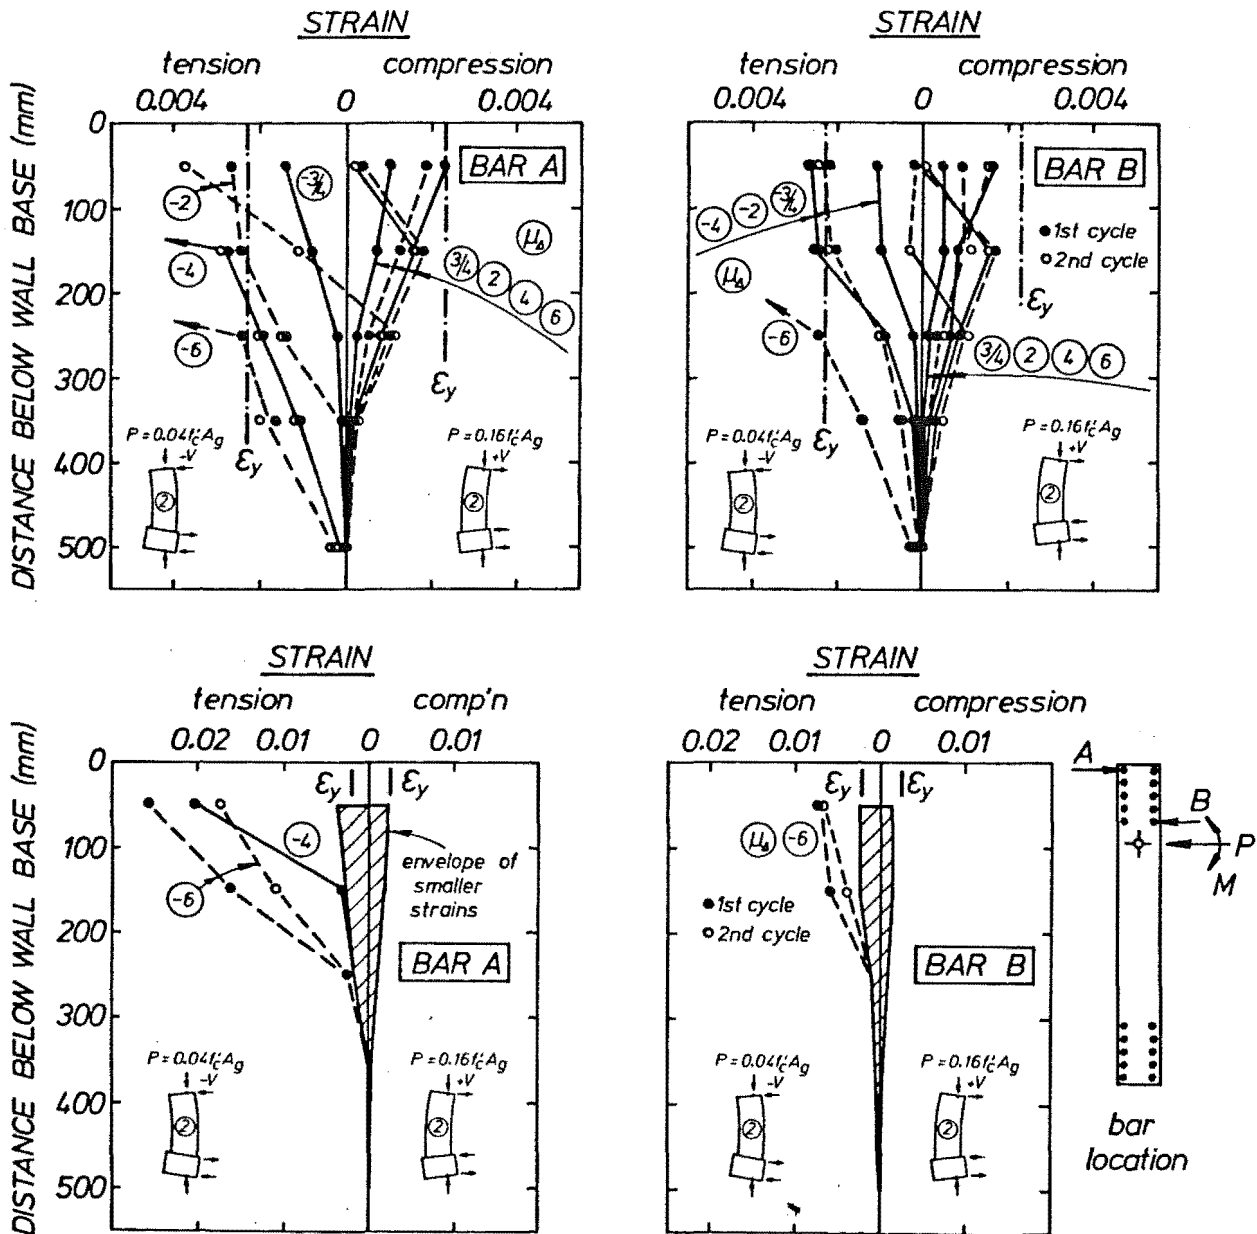 STRAIN
tension compression
0.004 0 0.004
DISTANCE BELOW WALL BASE (mm)
0
100
200
300
400
500
BAR A
-3/4
-2
-4
-6
μΔ
3/4 2 4 6
εy
εy
P = 0.04f'cAg
-V
2
P = 0.16f'cAg
+V
2
STRAIN
tension compression
0.004 0 0.004
BAR B
1st cycle
2nd cycle
-4 -2 -3/4
μΔ
-6
εy
3/4 2 4 6
εy
P = 0.04f'cAg
-V
2
P = 0.16f'cAg
+V
2
STRAIN
tension comp'n
0.02 0.01 0 0.01
DISTANCE BELOW WALL BASE (mm)
0
100
200
300
400
500
εy εy
-4
-6
envelope of
smaller
strains
BAR A
P = 0.04f'cAg
-V
2
P = 0.16f'cAg
+V
2
STRAIN
tension compression
0.02 0.01 0 0.01
εy εy
μΔ -6
1st cycle
2nd cycle
BAR B
P = 0.04f'cAg
-V
2
P = 0.16f'cAg
+V
2
A
B
P
M
bar
location